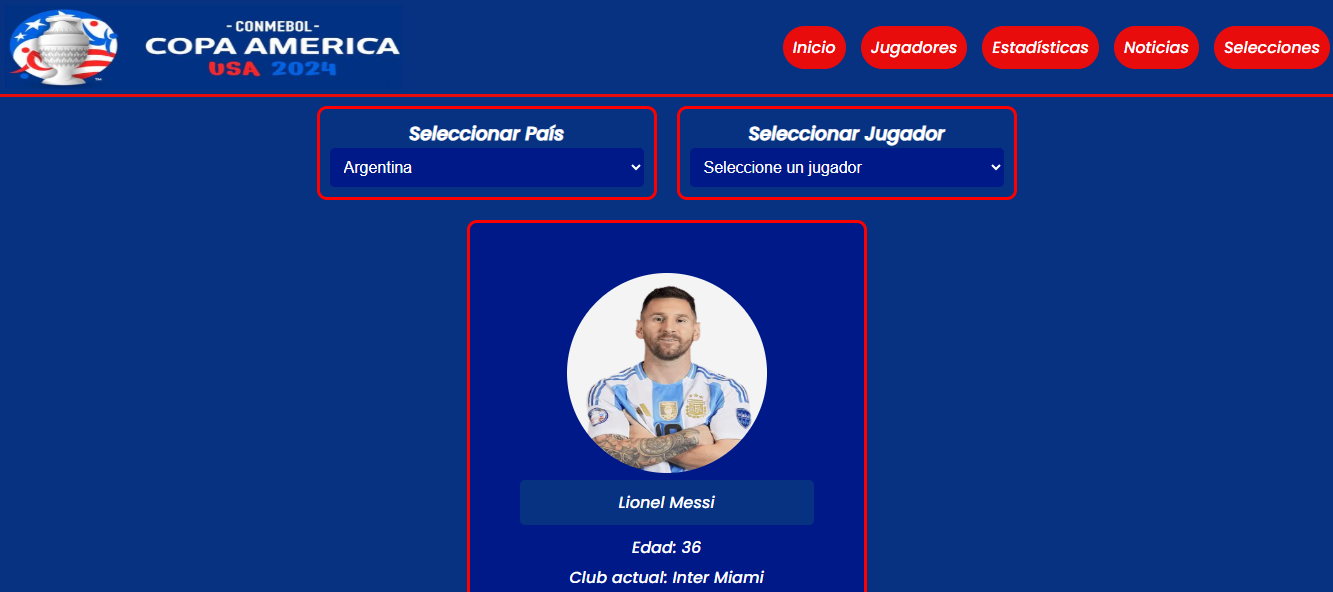 - CONMEBOL -
COPA AMERICA
USA 2024
Inicio
Jugadores
Estadísticas
Noticias
Selecciones
Seleccionar País
Argentina
Seleccionar Jugador
Seleccione un jugador
Lionel Messi
Edad: 36
Club actual: Inter Miami